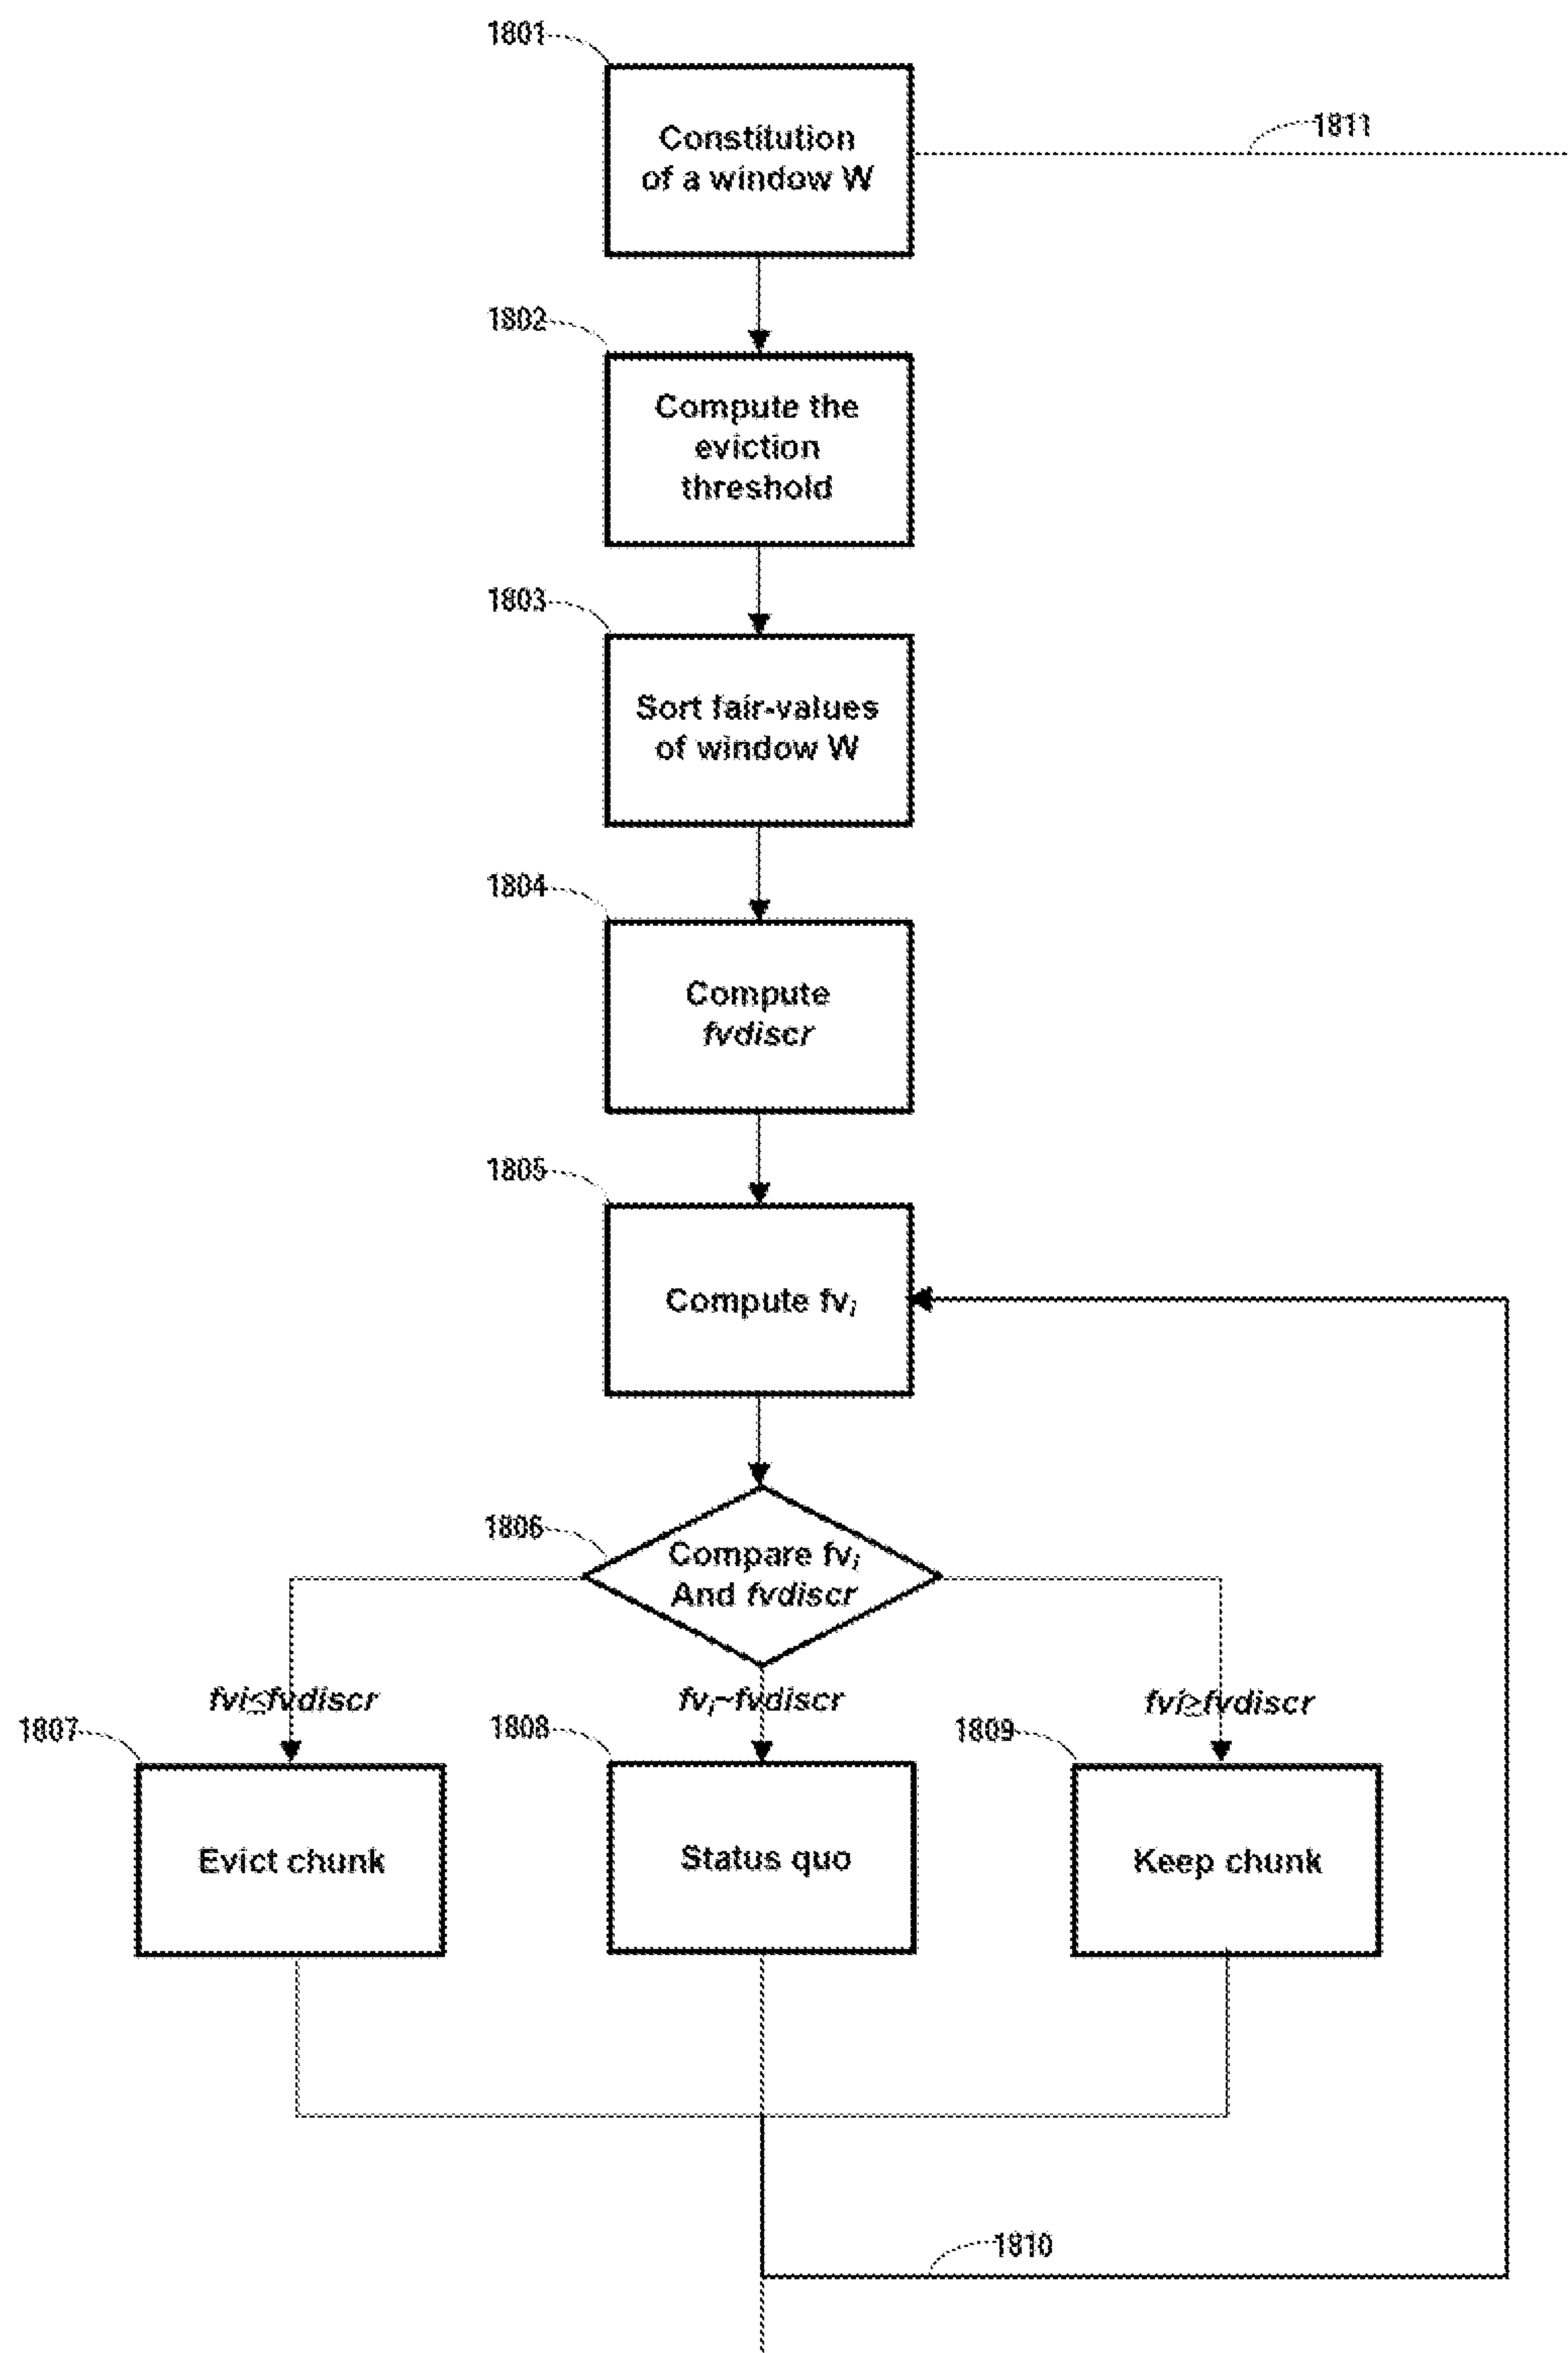 1801
Constitution
of a window W
1811
1802
Compute the
eviction
threshold
1803
Sort fair-values
of window W
1804
Compute
fvdiscr
1805
Compute fvi
1806
Compare fvi
And fvdiscr
fvi≤fvdiscr
fvi~fvdiscr
fvi≥fvdiscr
1807
1808
1809
Evict chunk
Status quo
Keep chunk
1810